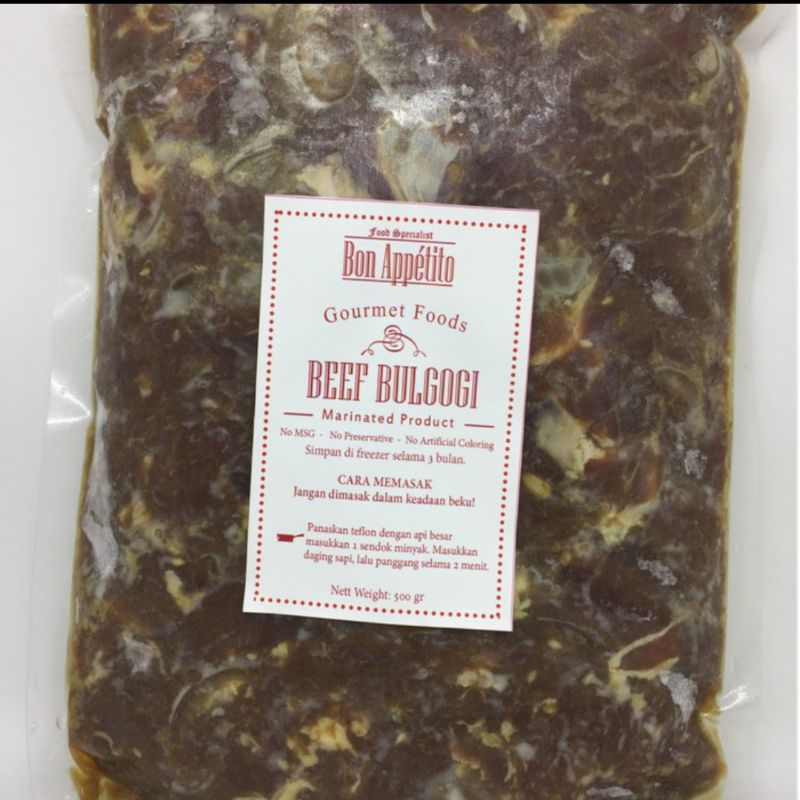 Food Specialist
Bon Appétito
Gourmet Foods
BEEF BULGOGI
Marinated Product
No MSG - No Preservative - No Artificial Coloring
Simpan di freezer selama 3 bulan.
CARA MEMASAK
Jangan dimasak dalam keadaan beku!
Panaskan teflon dengan api besar
masukkan 1 sendok minyak. Masukkan
daging sapi, lalu panggang selama 2 menit.
Nett Weight: 500 gr